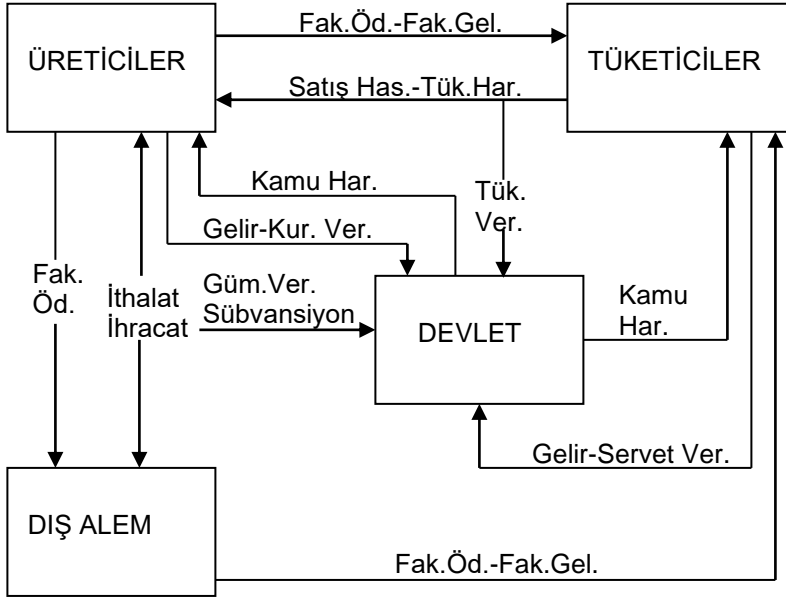 Fak.Öd.-Fak.Gel.
ÜRETİCİLER
TÜKETİCİLER
Satış Has.-Tük.Har.
Kamu Har.
Tük.
Ver.
Gelir-Kur. Ver.
Fak.
Öd.
İthalat
İhracat
Güm.Ver.
Sübvansiyon
DEVLET
Kamu
Har.
Gelir-Servet Ver.
DIŞ ALEM
Fak.Öd.-Fak.Gel.